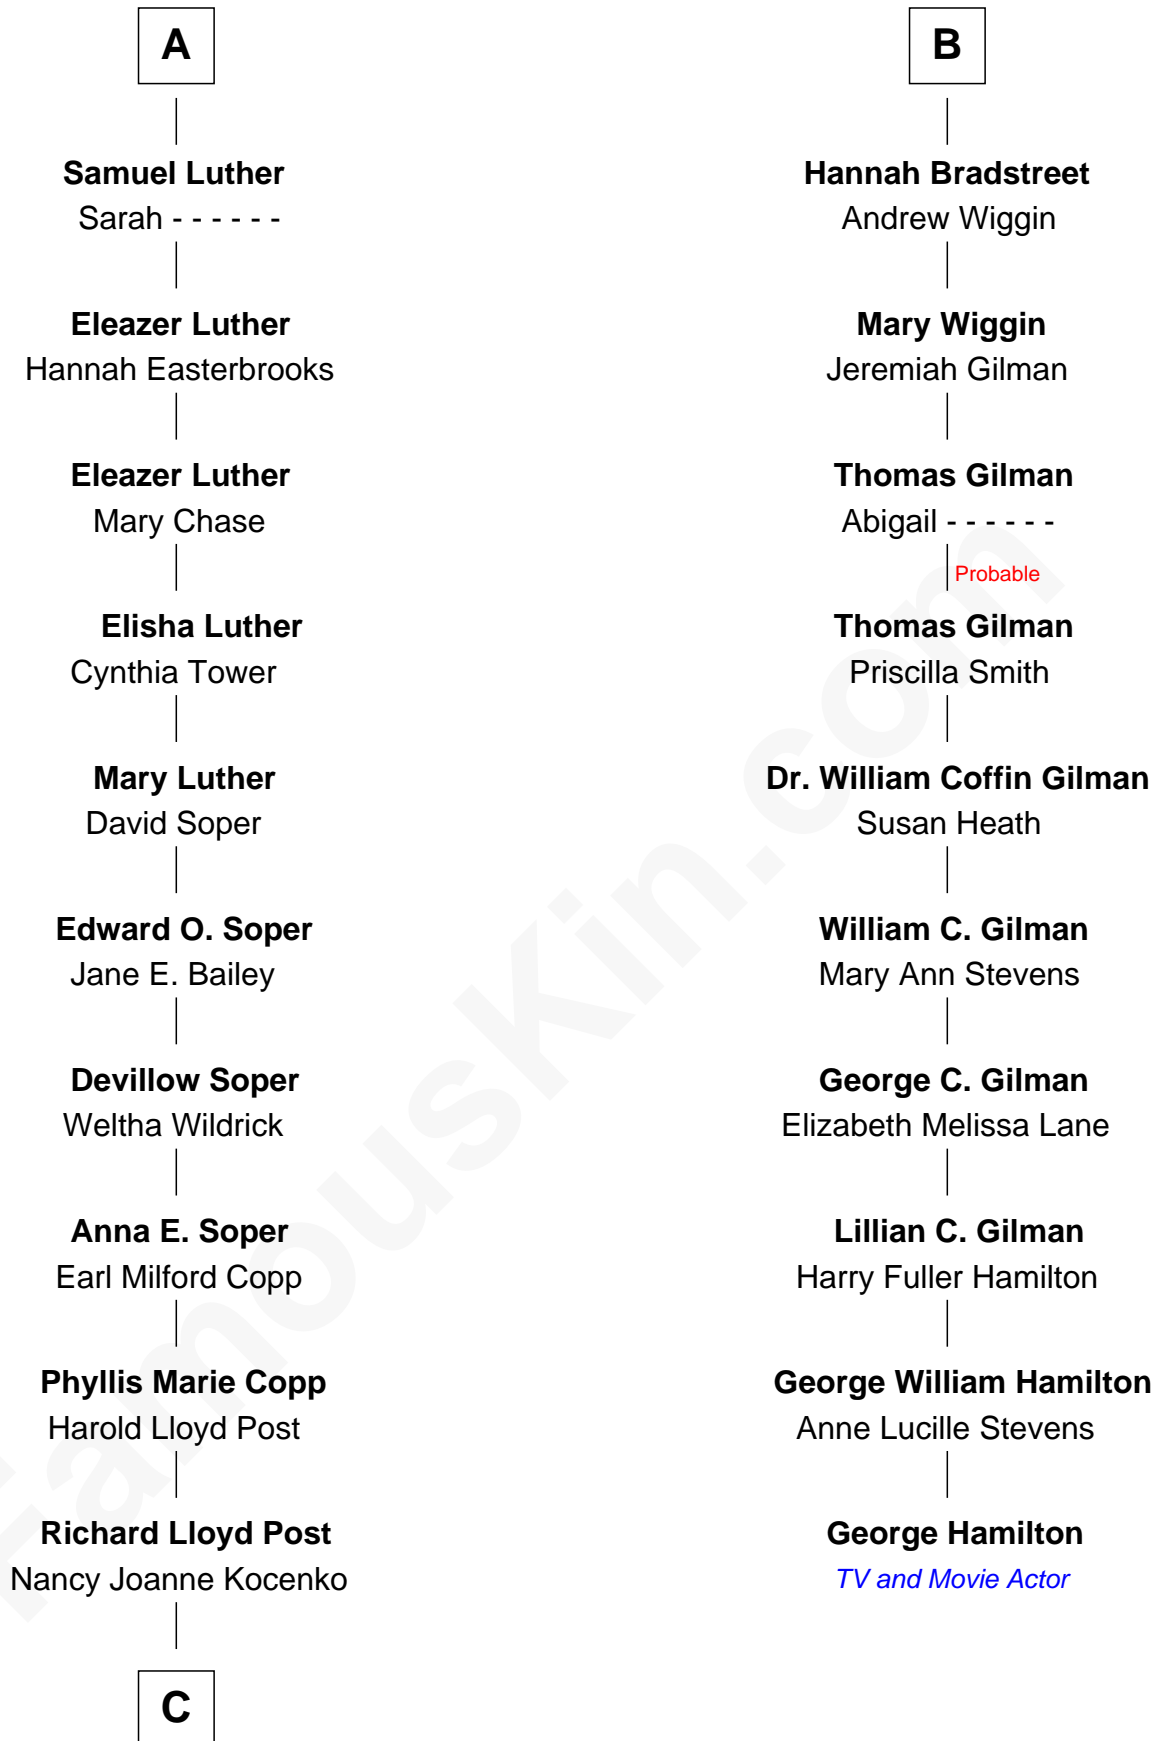 A
Samuel Luther
Sarah - - - - - -
Eleazer Luther
Hannah Easterbrooks
Eleazer Luther
Mary Chase
Elisha Luther
Cynthia Tower
Mary Luther
David Soper
Edward O. Soper
Jane E. Bailey
Devillow Soper
Weltha Wildrick
Anna E. Soper
Earl Milford Copp
Phyllis Marie Copp
Harold Lloyd Post
Richard Lloyd Post
Nancy Joanne Kocenko
C
B
Hannah Bradstreet
Andrew Wiggin
Mary Wiggin
Jeremiah Gilman
Thomas Gilman
Abigail - - - - - -
Probable
Thomas Gilman
Priscilla Smith
Dr. William Coffin Gilman
Susan Heath
William C. Gilman
Mary Ann Stevens
George C. Gilman
Elizabeth Melissa Lane
Lillian C. Gilman
Harry Fuller Hamilton
George William Hamilton
Anne Lucille Stevens
George Hamilton
TV and Movie Actor
FamousKin.com